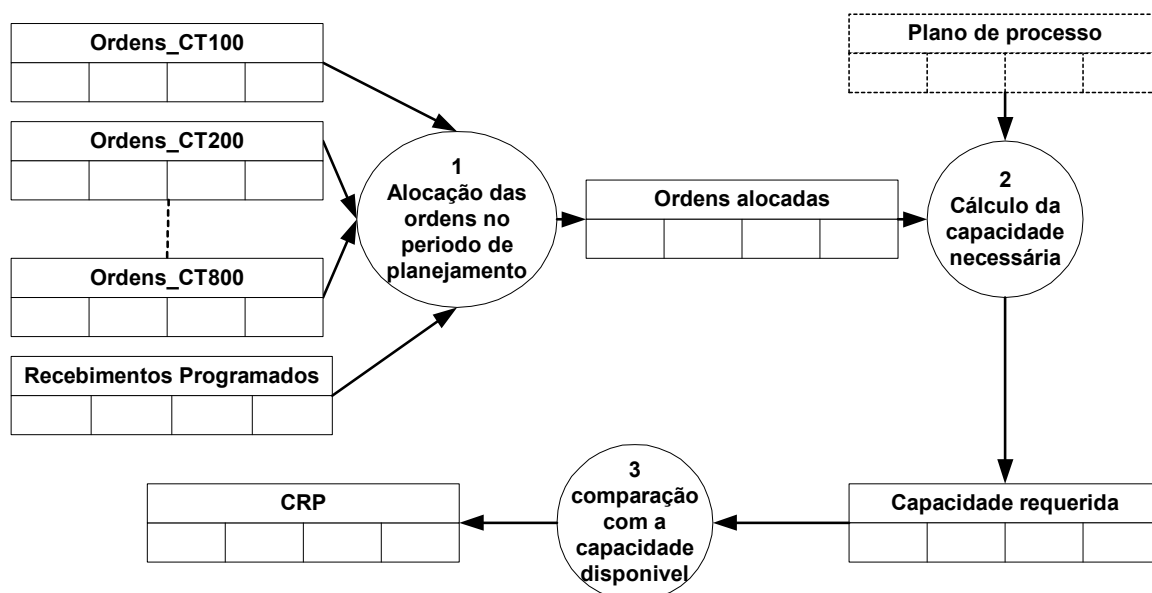 Ordens_CT100
Ordens_CT200
Ordens_CT800
Recebimentos Programados
1
Alocação das
ordens no
periodo de
planejamento
Ordens alocadas
Plano de processo
2
Cálculo da
capacidade
necessária
Capacidade requerida
3
comparação
com a
capacidade
disponivel
CRP